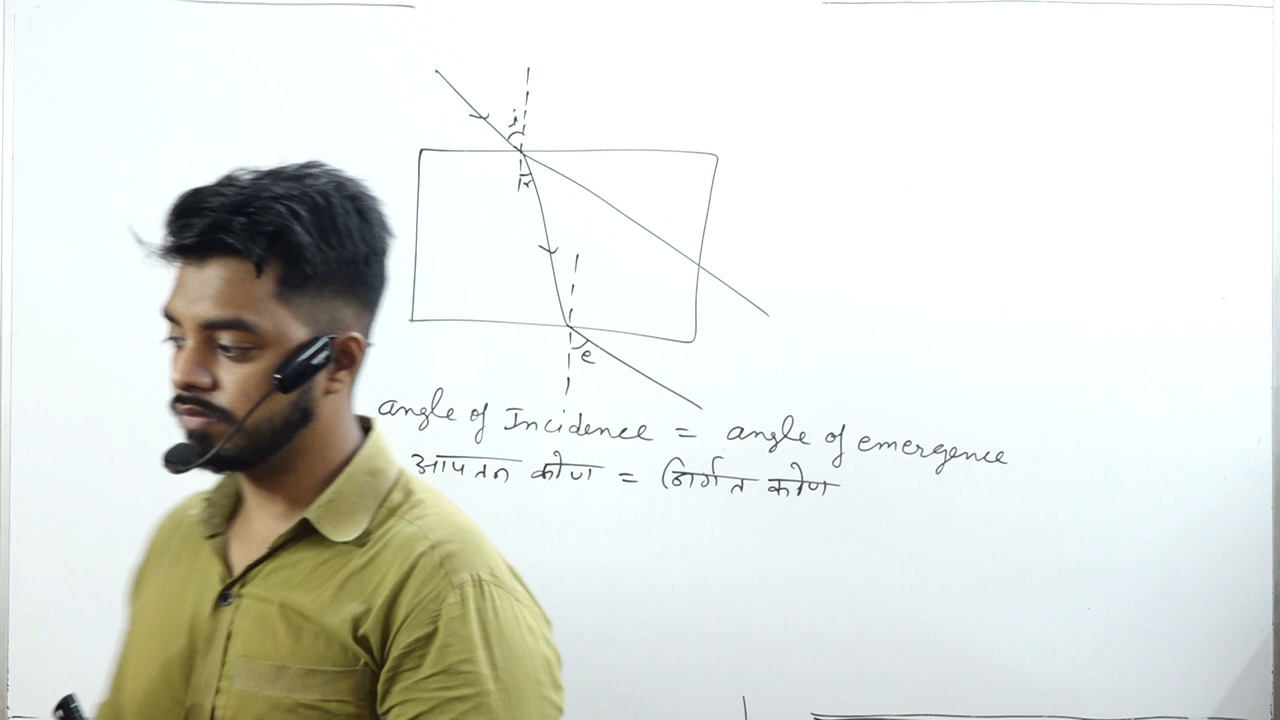 i
r
e
angle of Incidence = angle of emergence
आपतन कोण = निर्गत कोण